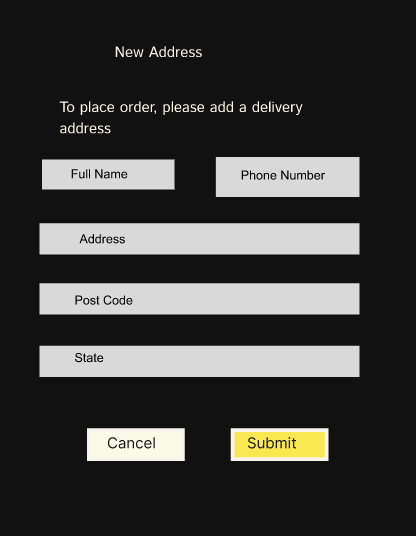 New Address
To place order, please add a delivery
address
Full Name
Phone Number
Address
Post Code
State
Cancel
Submit